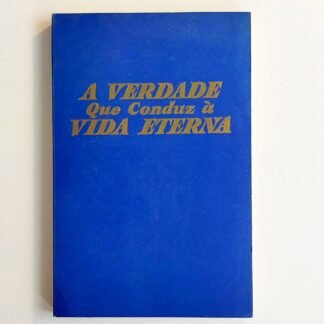 A VERDADE
Que Conduz à
VIDA ETERNA